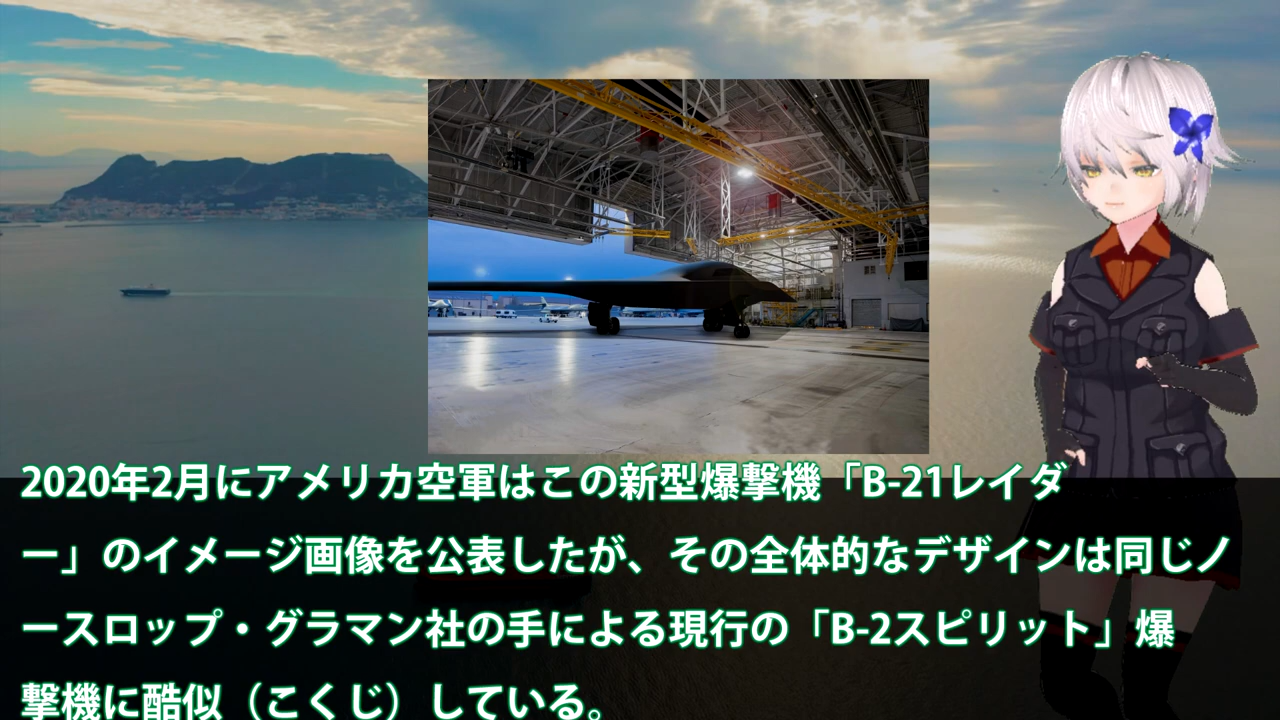 2020年2月にアメリカ空軍はこの新型爆撃機「B-21レイダ
ー」のイメージ画像を公表したが、その全体的なデザインは同じノ
ースロップ・グラマン社の手による現行の「B-2スピリット」爆
撃機に酷似（こくじ）している。